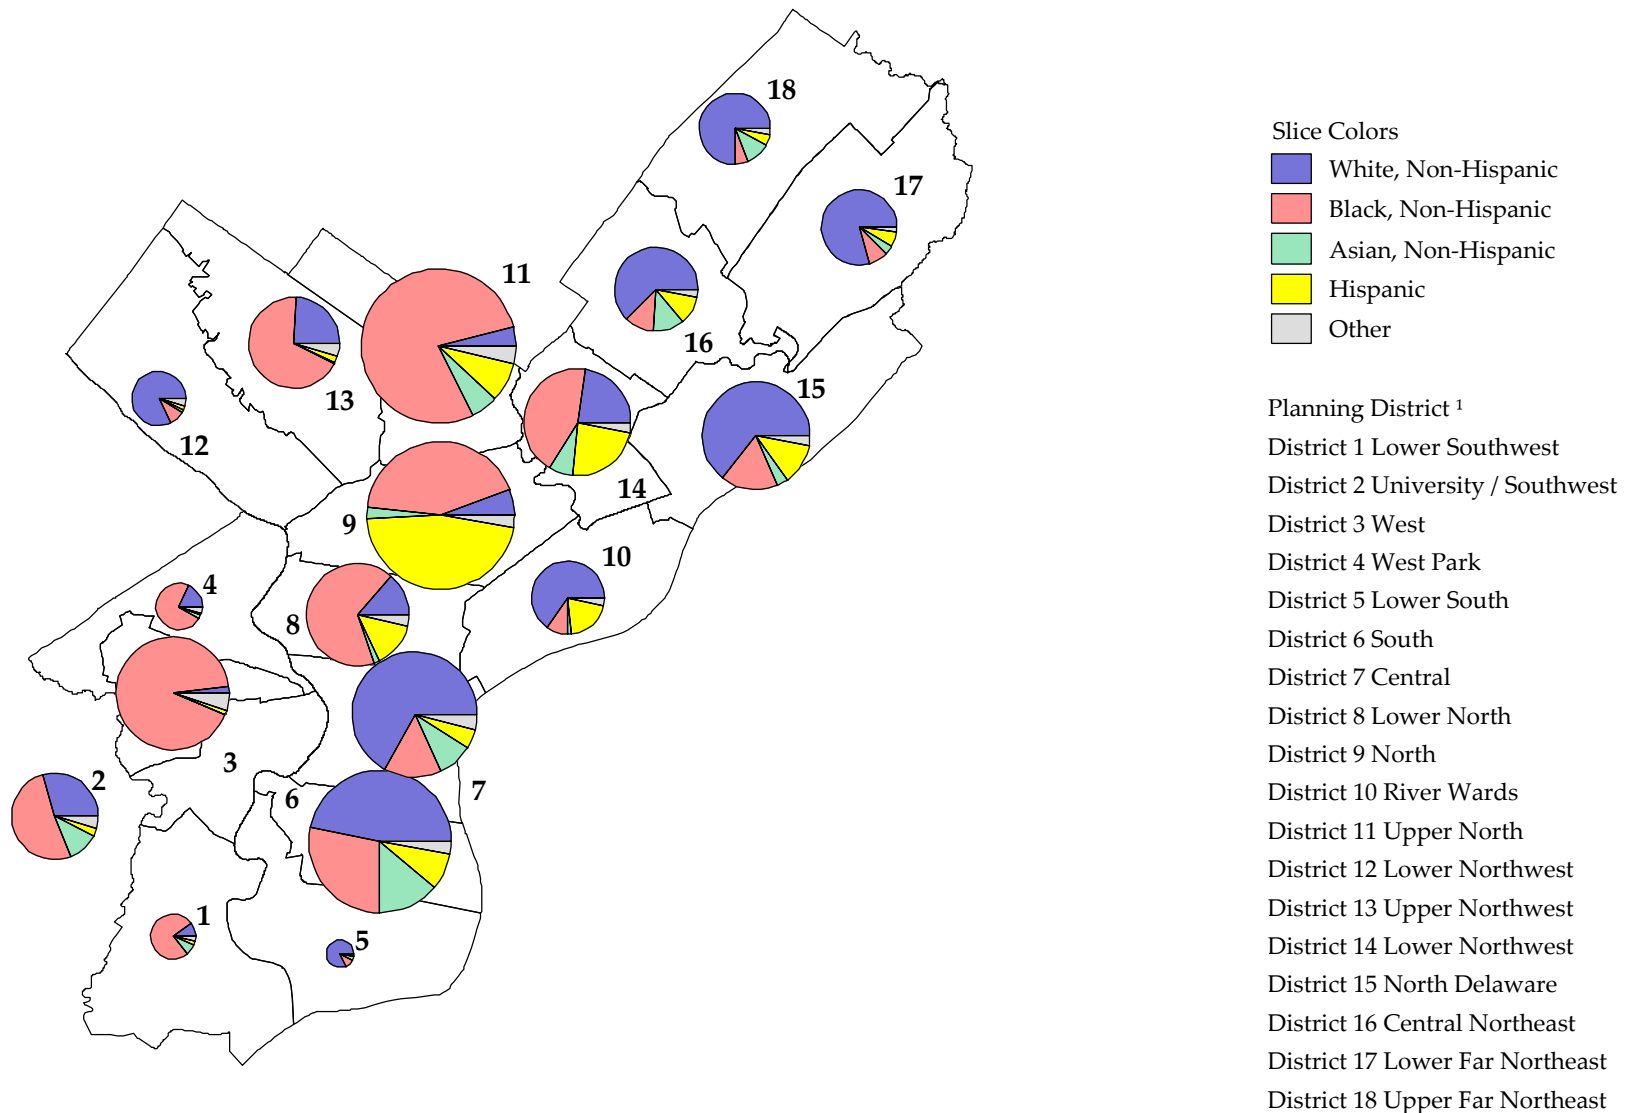 18
17
11
16
13
15
12
14
9
10
4
8
3
2
6
7
1
5
Slice Colors
White, Non-Hispanic
Black, Non-Hispanic
Asian, Non-Hispanic
Hispanic
Other
Planning District ¹
District 1 Lower Southwest
District 2 University / Southwest
District 3 West
District 4 West Park
District 5 Lower South
District 6 South
District 7 Central
District 8 Lower North
District 9 North
District 10 River Wards
District 11 Upper North
District 12 Lower Northwest
District 13 Upper Northwest
District 14 Lower Northwest
District 15 North Delaware
District 16 Central Northeast
District 17 Lower Far Northeast
District 18 Upper Far Northeast